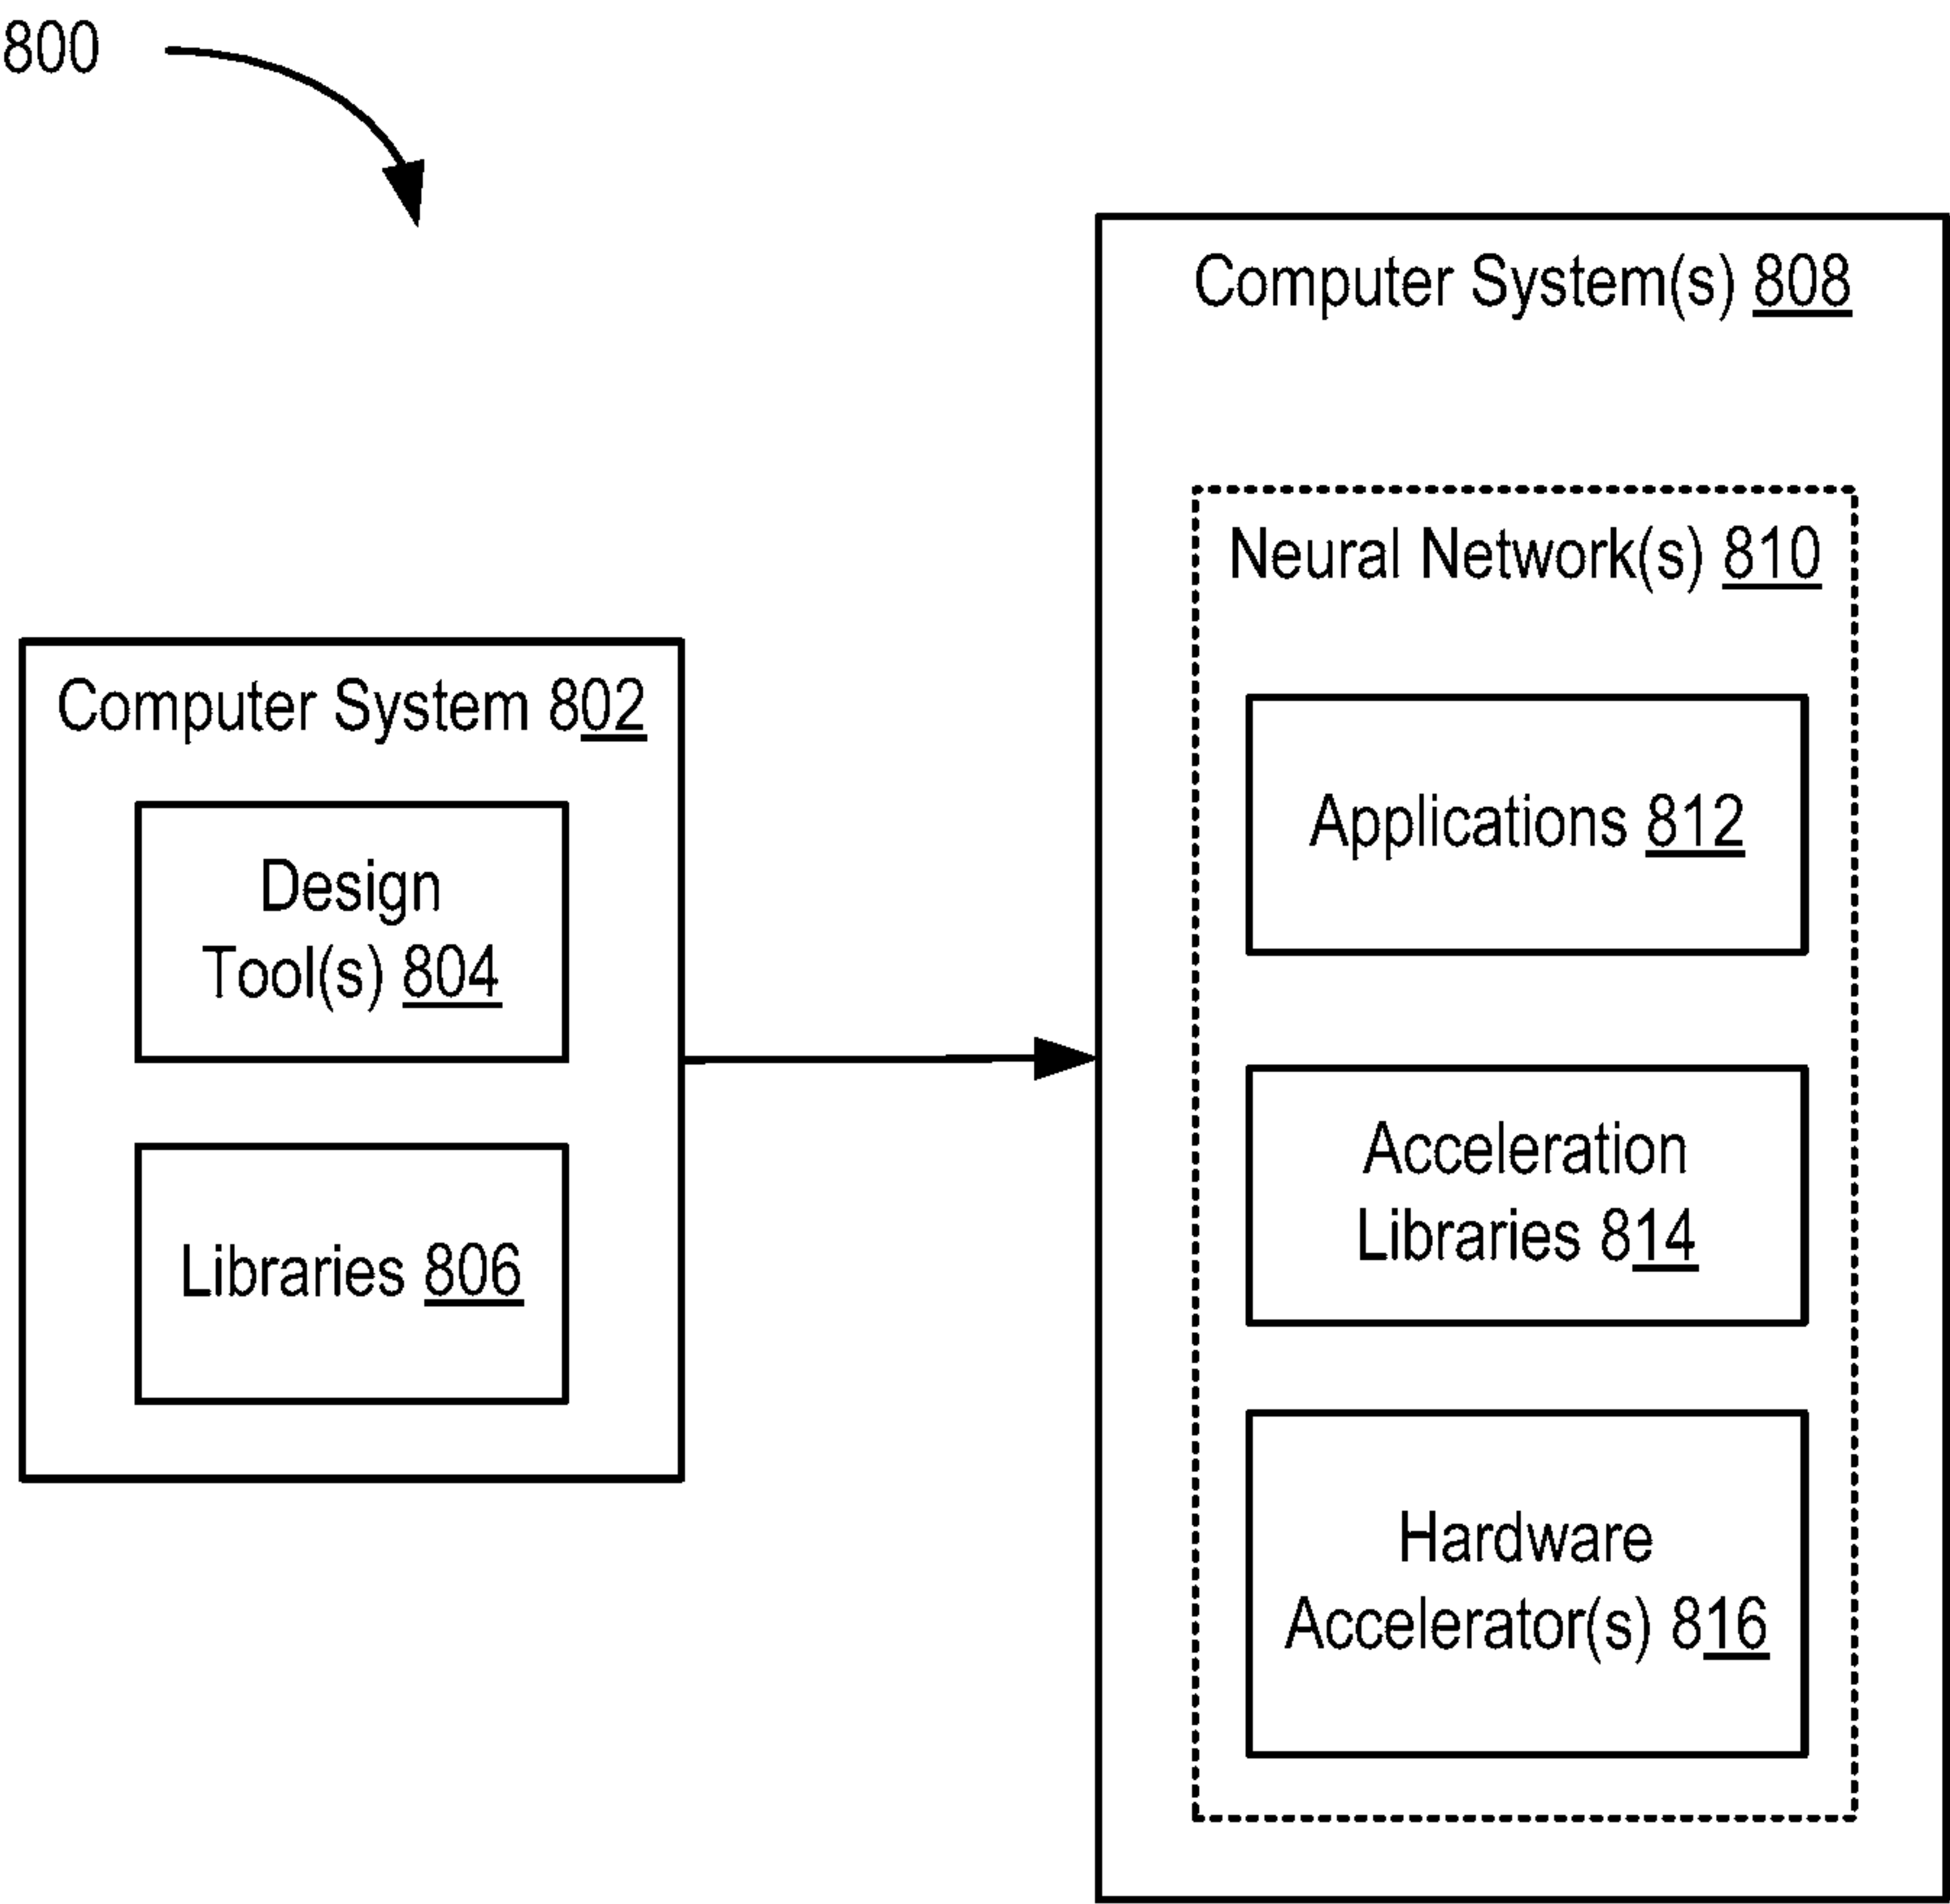 800
Computer System(s) 808
Neural Network(s) 810
Applications 812
Acceleration
Libraries 814
Hardware
Accelerator(s) 816
Computer System 802
Design
Tool(s) 804
Libraries 806